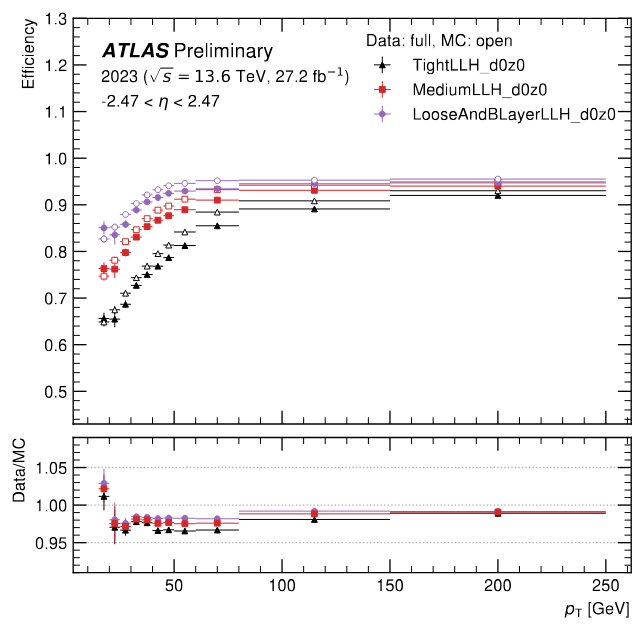 Efficiency
1.3
1.2
1.1
1.0
0.9
0.8
0.7
0.6
0.5
ATLAS Preliminary
2023 (√s = 13.6 TeV, 27.2 fb⁻¹)
-2.47 < η < 2.47
Data: full, MC: open
TightLLH_d0z0
MediumLLH_d0z0
LooseAndBLayerLLH_d0z0
Data/MC
1.05
1.00
0.95
50 100 150 200 250
p_T [GeV]